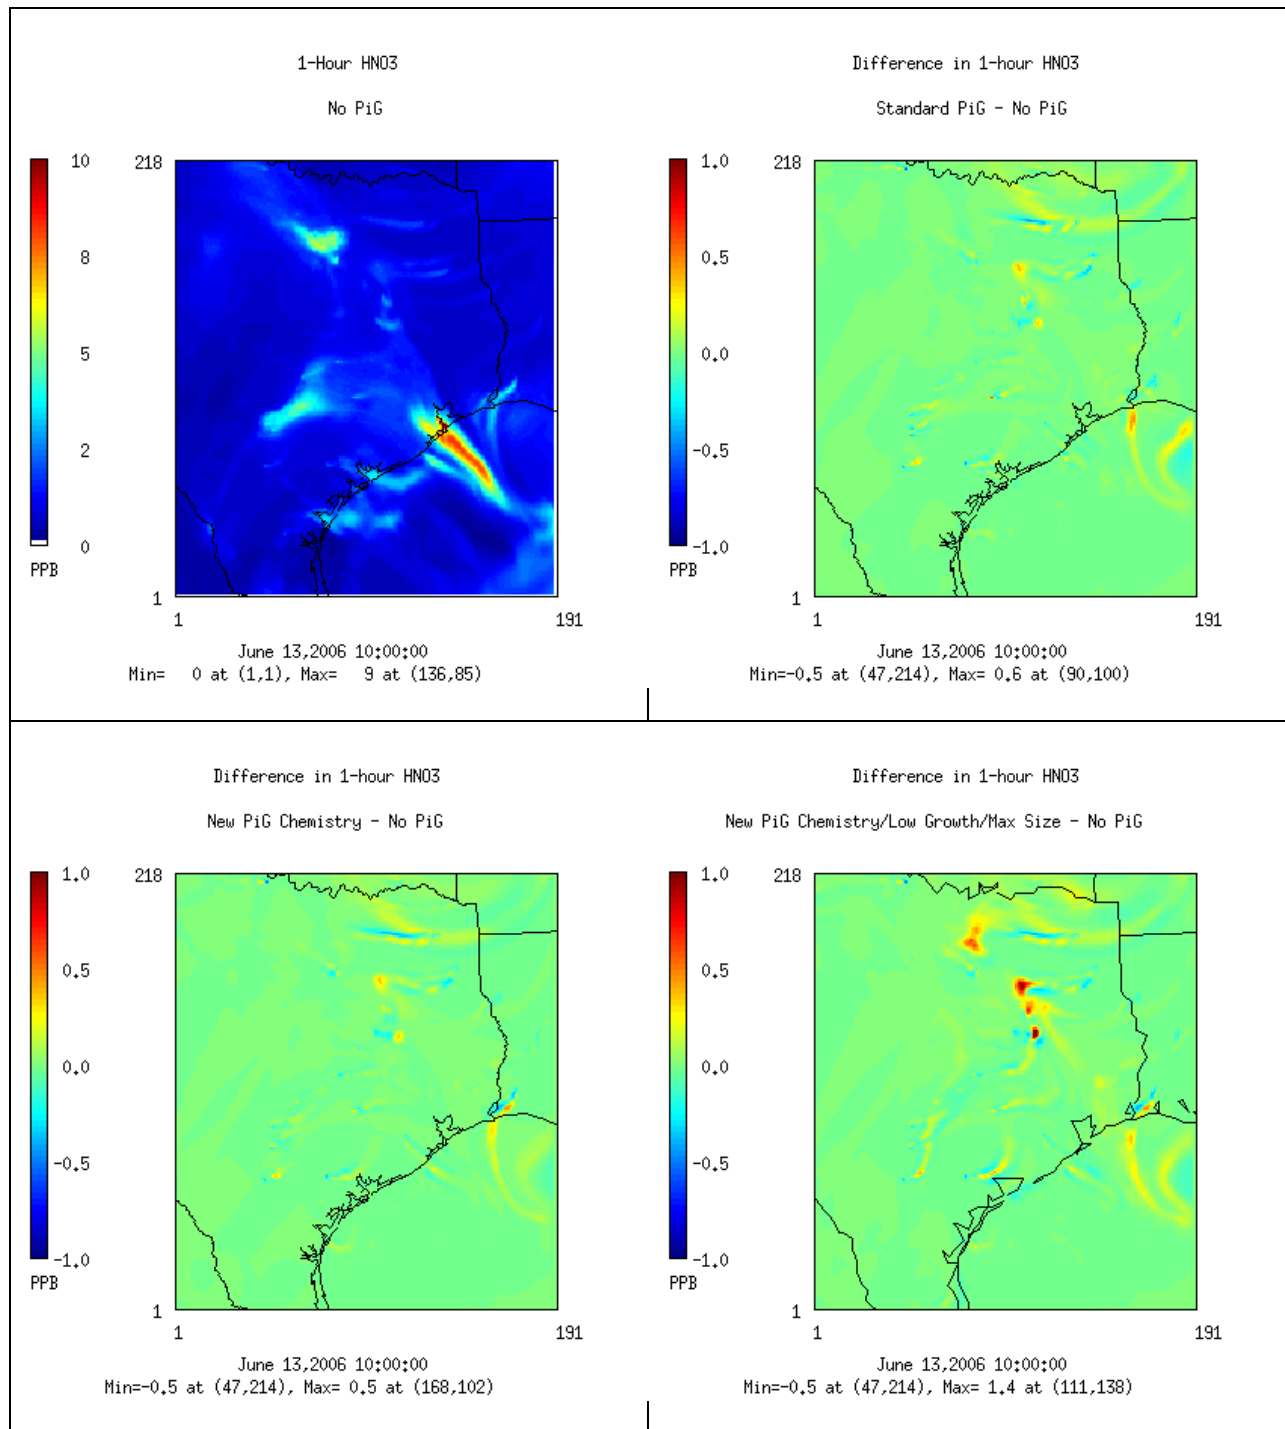 1-Hour HNO3
No PiG
10
8
5
2
0
PPB
218
1
1
191
June 13,2006 10:00:00
Min=   0 at (1,1), Max=   9 at (136,85)
Difference in 1-hour HNO3
Standard PiG - No PiG
1.0
0.5
0.0
-0.5
-1.0
PPB
218
1
1
191
June 13,2006 10:00:00
Min=-0.5 at (47,214), Max= 0.6 at (90,100)
Difference in 1-hour HNO3
New PiG Chemistry - No PiG
1.0
0.5
0.0
-0.5
-1.0
PPB
218
1
1
191
June 13,2006 10:00:00
Min=-0.5 at (47,214), Max= 0.5 at (168,102)
Difference in 1-hour HNO3
New PiG Chemistry/Low Growth/Max Size - No PiG
1.0
0.5
0.0
-0.5
-1.0
PPB
218
1
1
191
June 13,2006 10:00:00
Min=-0.5 at (47,214), Max= 1.4 at (111,138)